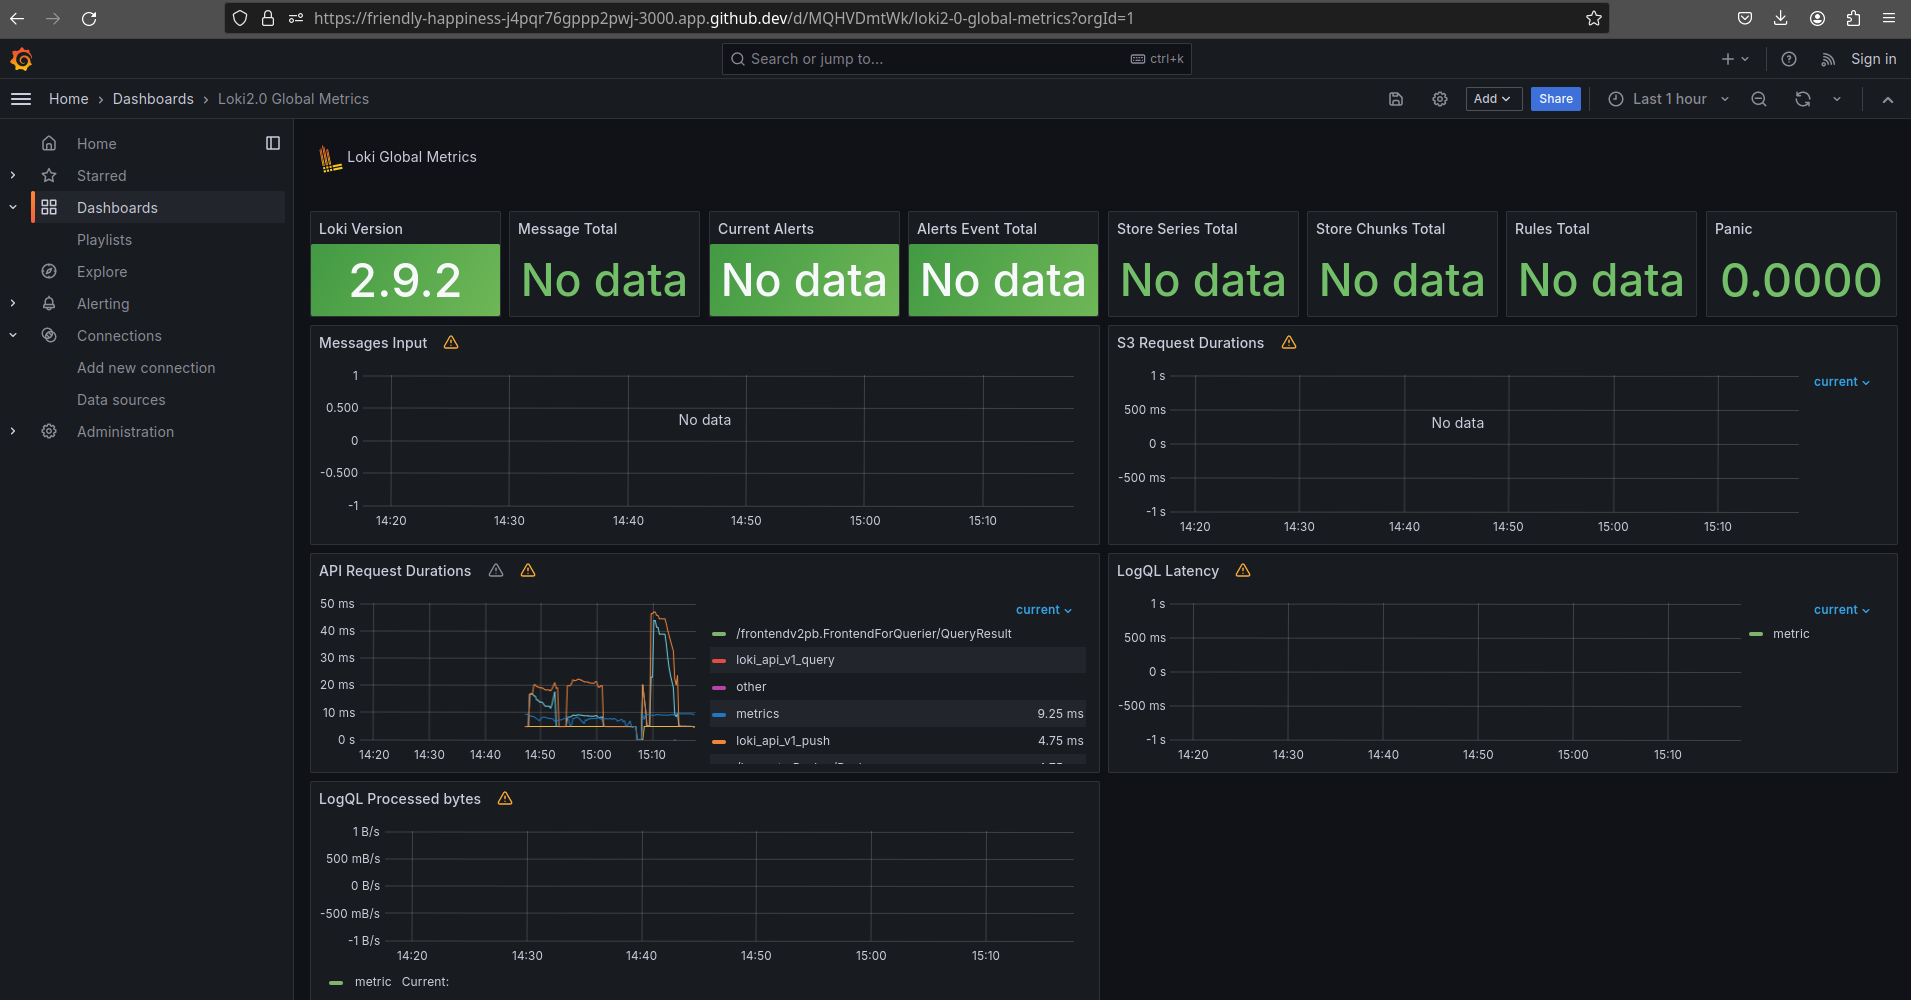 https://friendly-happiness-j4pqr76gppp2pwj-3000.app.github.dev/d/MQHVDmtWk/loki2-0-global-metrics?orgId=1
Search or jump to...
ctrl+k
Sign in
Home
Dashboards
Loki2.0 Global Metrics
Add
Share
Last 1 hour
Home
Starred
Dashboards
Playlists
Explore
Alerting
Connections
Add new connection
Data sources
Administration
Loki Global Metrics
Loki Version
2.9.2
Message Total
No data
Current Alerts
No data
Alerts Event Total
No data
Store Series Total
No data
Store Chunks Total
No data
Rules Total
No data
Panic
0.0000
Messages Input
1
0.500
0
-0.500
-1
No data
14:20 14:30 14:40 14:50 15:00 15:10
S3 Request Durations
current
1 s
500 ms
0 s
-500 ms
-1 s
No data
14:20 14:30 14:40 14:50 15:00 15:10
API Request Durations
50 ms
40 ms
30 ms
20 ms
10 ms
0 s
14:20 14:30 14:40 14:50 15:00 15:10
current
/frontendv2pb.FrontendForQuerier/QueryResult
loki_api_v1_query
other
metrics 9.25 ms
loki_api_v1_push 4.75 ms
LogQL Latency
1 s
500 ms
0 s
-500 ms
-1 s
14:20 14:30 14:40 14:50 15:00 15:10
current
metric
LogQL Processed bytes
1 B/s
500 mB/s
0 B/s
-500 mB/s
-1 B/s
14:20 14:30 14:40 14:50 15:00 15:10
metric Current: